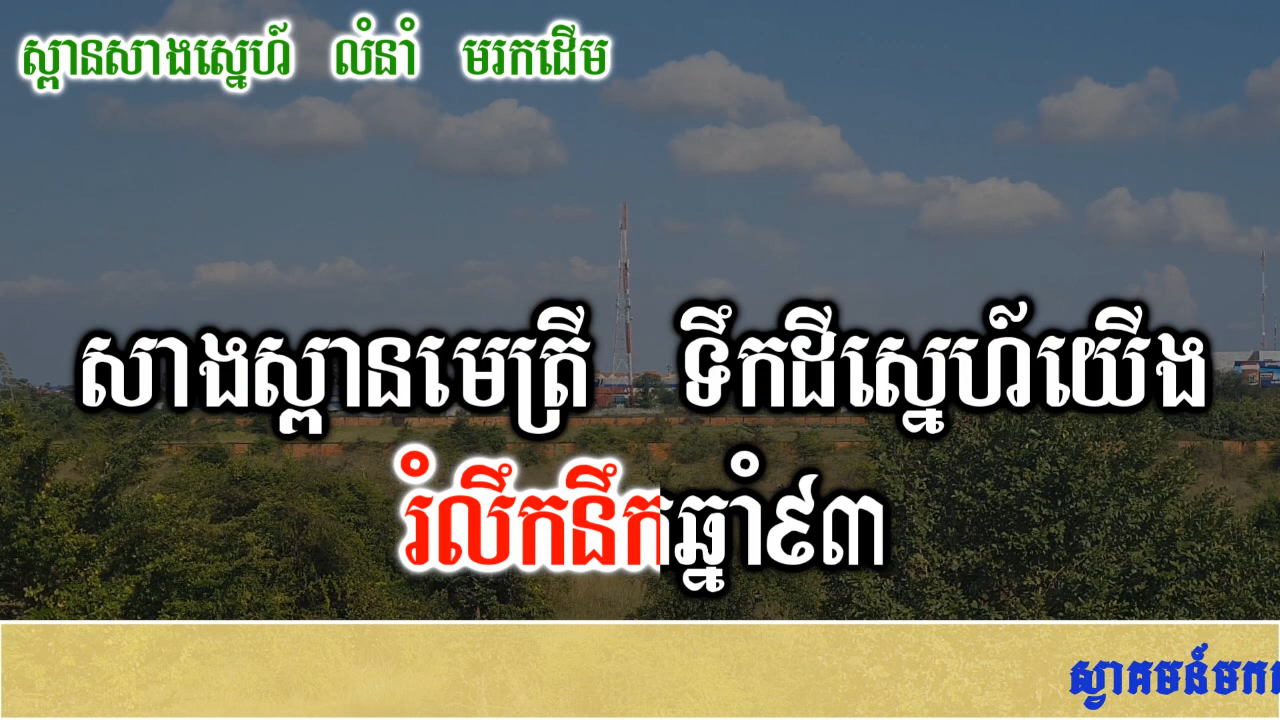 ស្ពានសាងស្នេហ៍ លំនាំ មរកដើម
សាងស្ពានមេត្រី ទឹកដីស្នេហ៍យើង
រំលឹកនឹកឆ្នាំ៩៣
ស្វាគមន៍មក